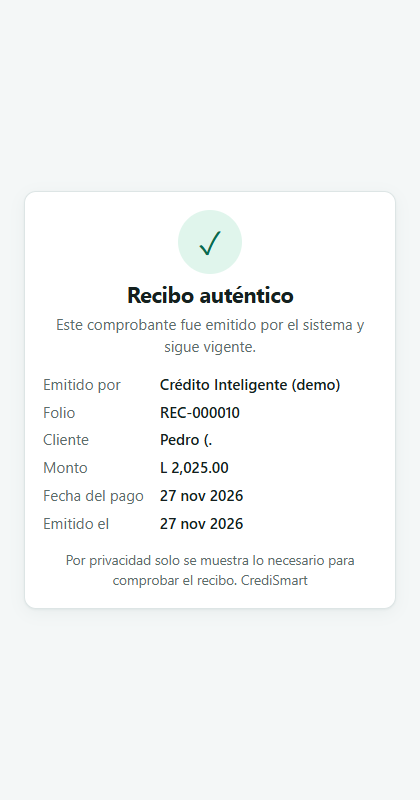 Recibo auténtico
Este comprobante fue emitido por el sistema y
sigue vigente.
Emitido por Crédito Inteligente (demo)
Folio REC-000010
Cliente Pedro (.
Monto L 2,025.00
Fecha del pago 27 nov 2026
Emitido el 27 nov 2026
Por privacidad solo se muestra lo necesario para
comprobar el recibo. CrediSmart